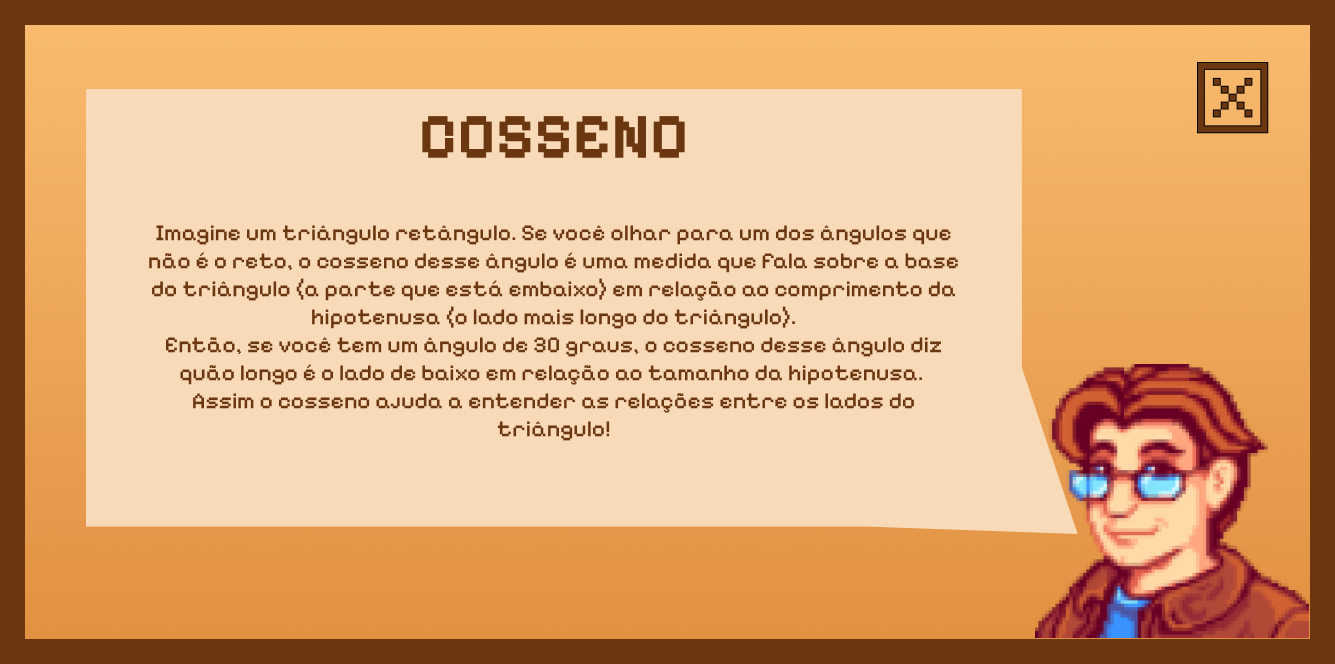 COSSENO
Imagine um triângulo retângulo. Se você olhar para um dos ângulos que
não é o reto, o cosseno desse ângulo é uma medida que fala sobre a base
do triângulo (a parte que está embaixo) em relação ao comprimento da
hipotenusa (o lado mais longo do triângulo).
Então, se você tem um ângulo de 30 graus, o cosseno desse ângulo diz
quão longo é o lado de baixo em relação ao tamanho da hipotenusa.
Assim o cosseno ajuda a entender as relações entre os lados do
triângulo!